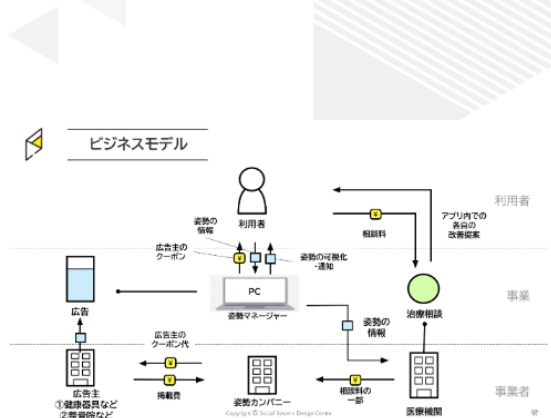 ビジネスモデル
利用者
利用者
姿勢の
情報
広告主の
クーポン
¥
姿勢の可視化
・通知
¥
相談料
アプリ内での
各自の
改善提案
PC
姿勢マネージャー
広告
治療相談
事業
姿勢の
情報
広告主の
クーポン代
¥
¥
掲載費
広告主
①健康器具など
②整骨院など
姿勢カンパニー
¥
相談料の
一部
医療機関
事業者
Copyright © Social System Design Center